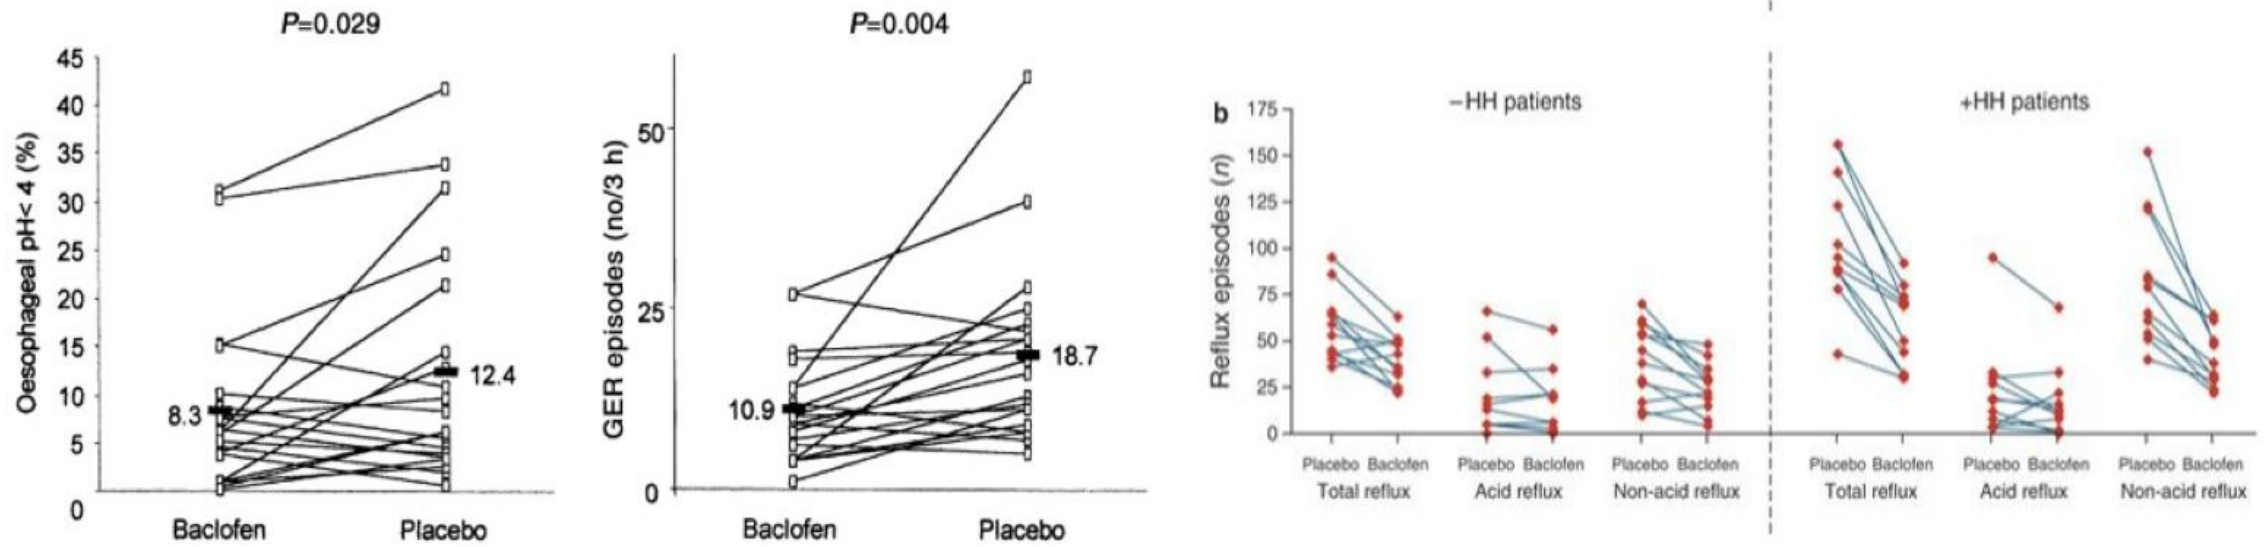 P=0.029
Oesophageal pH< 4 (%)
45
40
35
30
25
20
15
10
5
0
8.3
12.4
Baclofen Placebo
P=0.004
GER episodes (no/3 h)
50
25
0
10.9
18.7
Baclofen Placebo
b
–HH patients
+HH patients
Reflux episodes (n)
175
150
125
100
75
50
25
0
Placebo Baclofen Placebo Baclofen Placebo Baclofen Placebo Baclofen Placebo Baclofen Placebo Baclofen
Total reflux Acid reflux Non-acid reflux Total reflux Acid reflux Non-acid reflux